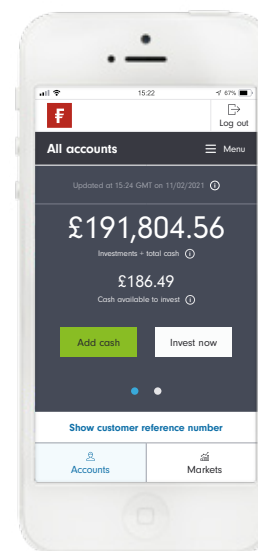 15:22
67%
Log out
All accounts
Menu
Updated at 15:24 GMT on 11/02/2021
£191,804.56
Investments + total cash
£186.49
Cash available to invest
Add cash
Invest now
Show customer reference number
Accounts
Markets